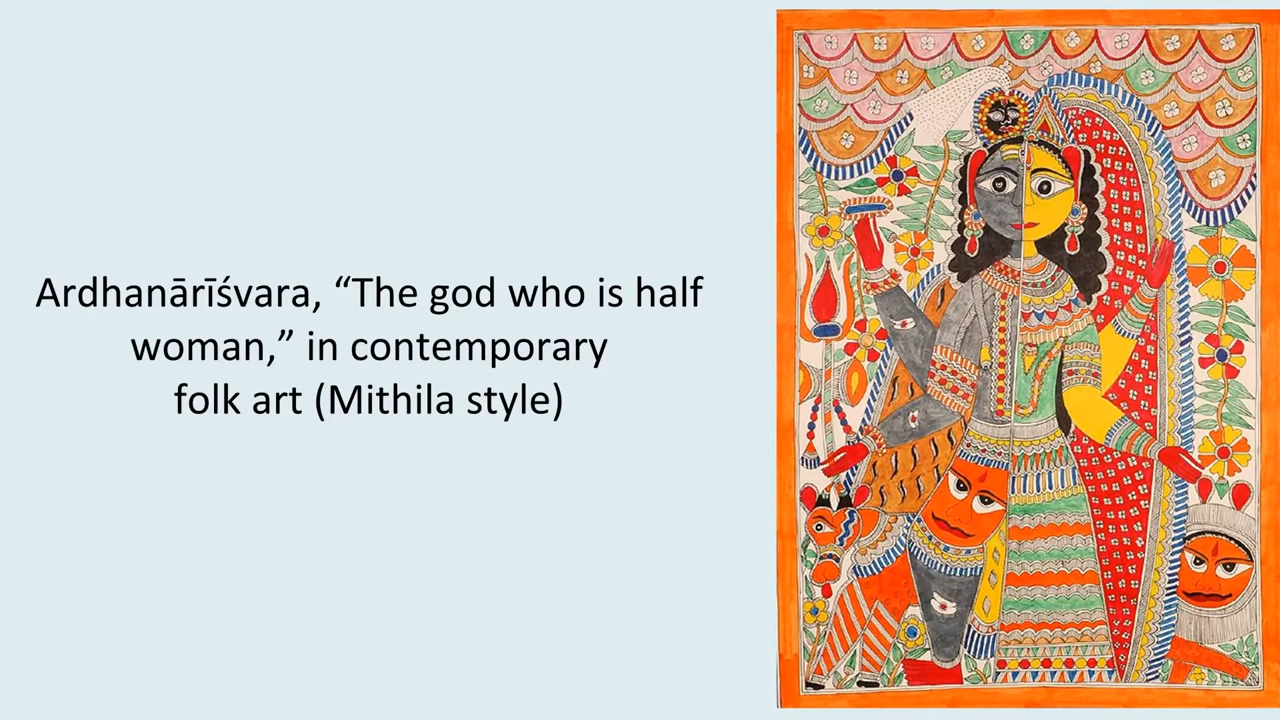 Ardhanārīśvara, “The god who is half
woman,” in contemporary
folk art (Mithila style)